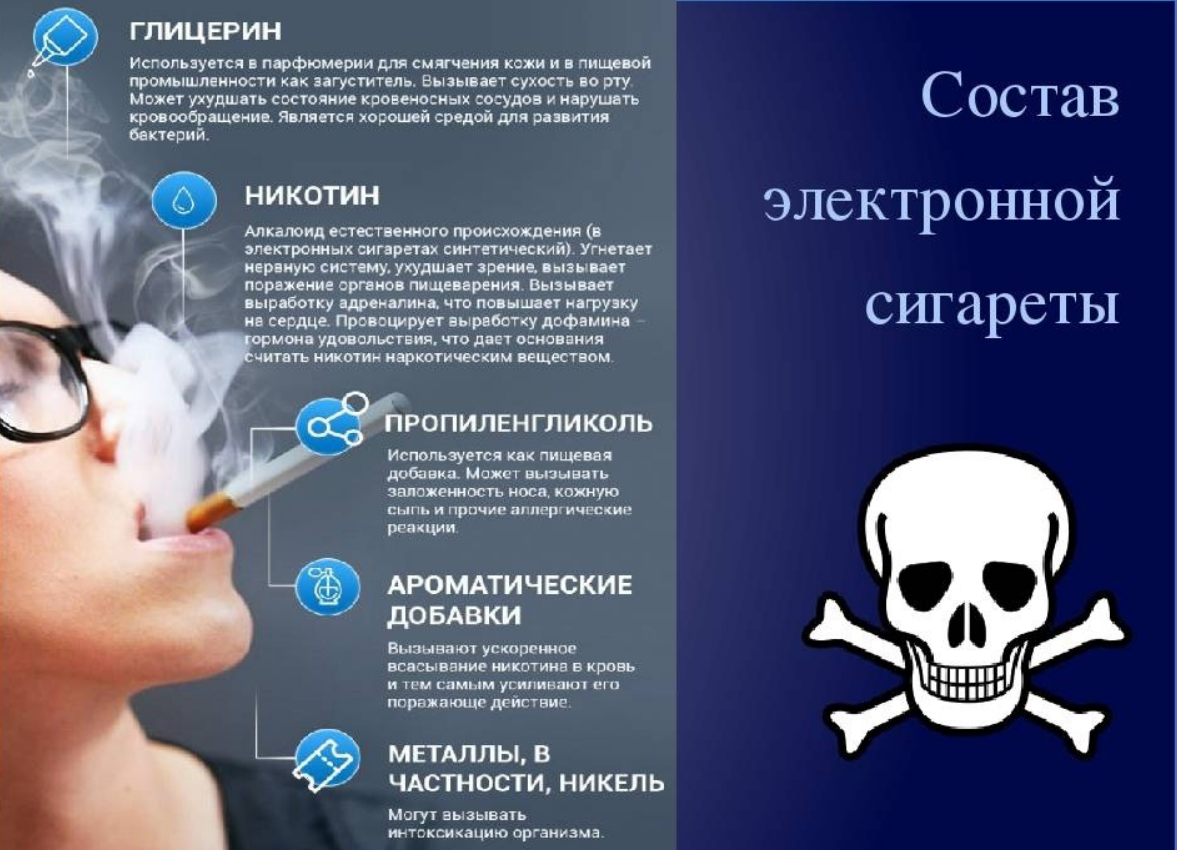 ГЛИЦЕРИН
Используется в парфюмерии для смягчения кожи и в пищевой
промышленности как загуститель. Вызывает сухость во рту.
Может ухудшать состояние кровеносных сосудов и нарушать
кровообращение. Является хорошей средой для развития
бактерий.
НИКОТИН
Алкалоид естественного происхождения (в
электронных сигаретах синтетический). Угнетает
нервную систему, ухудшает зрение, вызывает
поражение органов пищеварения. Вызывает
выработку адреналина, что повышает нагрузку
на сердце. Провоцирует выработку дофамина –
гормона удовольствия, что дает основания
считать никотин наркотическим веществом.
ПРОПИЛЕНГЛИКОЛЬ
Используется как пищевая
добавка. Может вызывать
заложенность носа, кожную
сыпь и прочие аллергические
реакции.
АРОМАТИЧЕСКИЕ
ДОБАВКИ
Вызывают ускоренное
всасывание никотина в кровь
и тем самым усиливают его
поражающе действие.
МЕТАЛЛЫ, В
ЧАСТНОСТИ, НИКЕЛЬ
Могут вызывать
интоксикацию организма.
Состав
электронной
сигареты